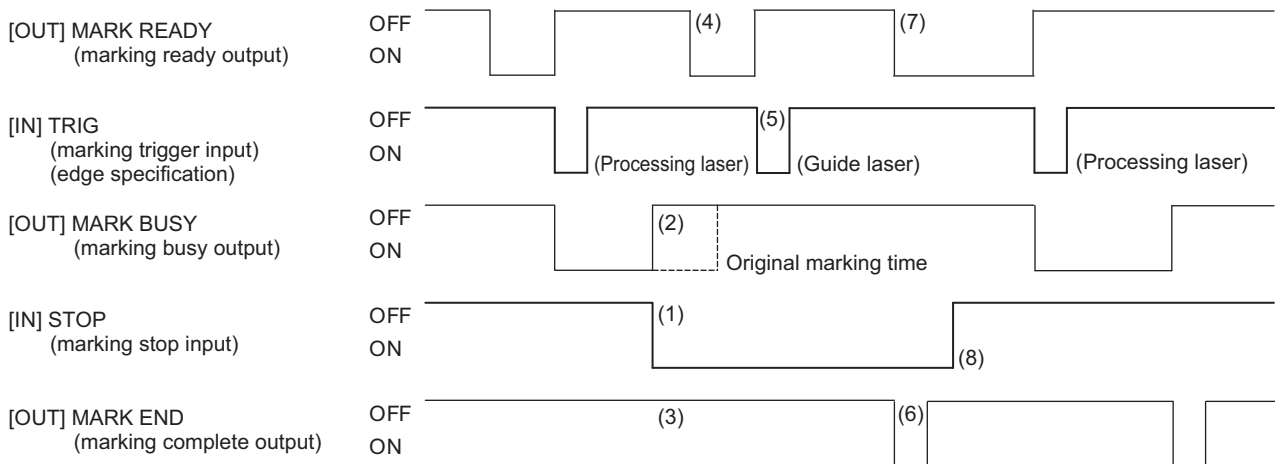 [OUT] MARK READY
(marking ready output)
OFF
ON
(4)
(7)
[IN] TRIG
(marking trigger input)
(edge specification)
OFF
ON
(5)
(Processing laser)
(Guide laser)
(Processing laser)
[OUT] MARK BUSY
(marking busy output)
OFF
ON
(2)
Original marking time
[IN] STOP
(marking stop input)
OFF
ON
(1)
(8)
[OUT] MARK END
(marking complete output)
OFF
ON
(3)
(6)